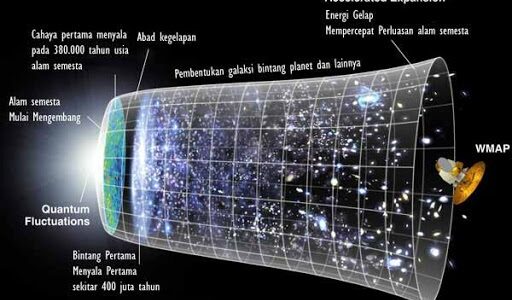 Accelerated Expansion
Energi Gelap
Mempercepat Perluasan alam semesta
Cahaya pertama menyala
pada 380.000 tahun usia
alam semesta
Abad kegelapan
Pembentukan galaksi bintang planet dan lainnya
Alam semesta
Mulai Mengembang
WMAP
Quantum
Fluctuations
Bintang Pertama
Menyala Pertama
sekitar 400 juta tahun